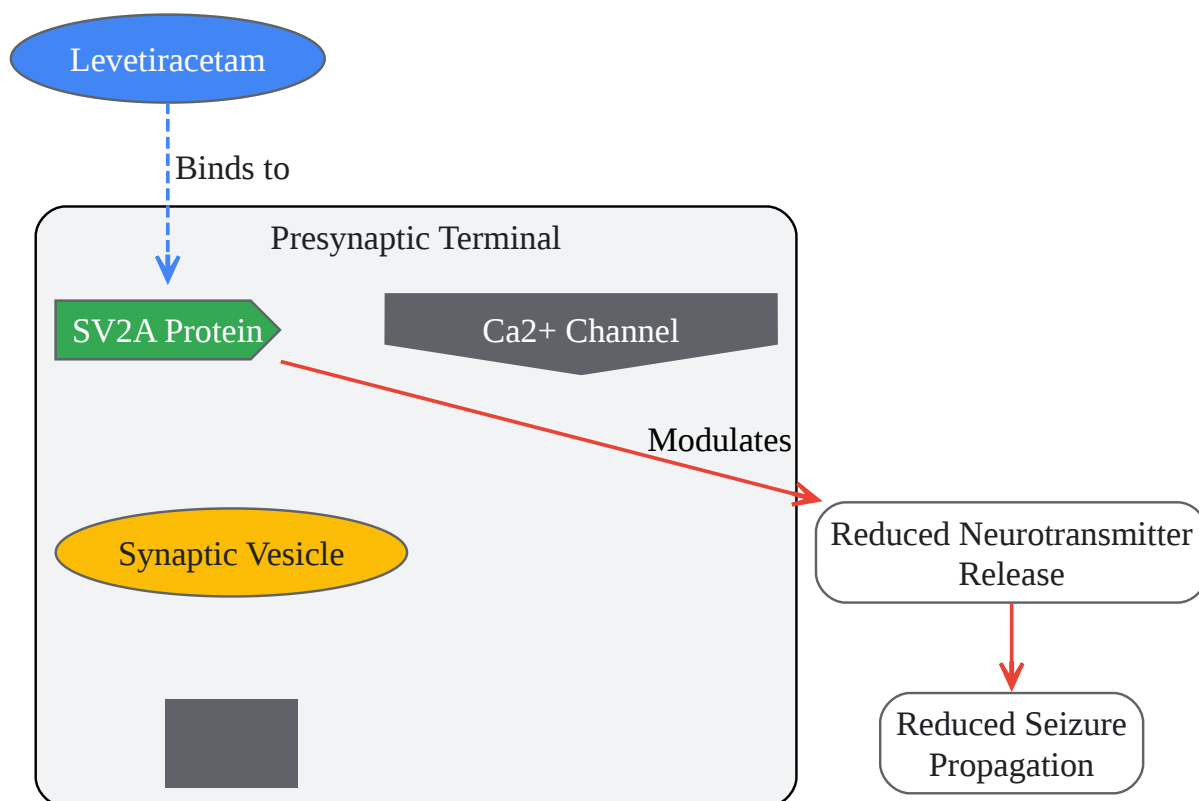 Levetiracetam
Binds to
Presynaptic Terminal
SV2A Protein
Ca2+ Channel
Modulates
Synaptic Vesicle
Reduced Neurotransmitter
Release
Reduced Seizure
Propagation